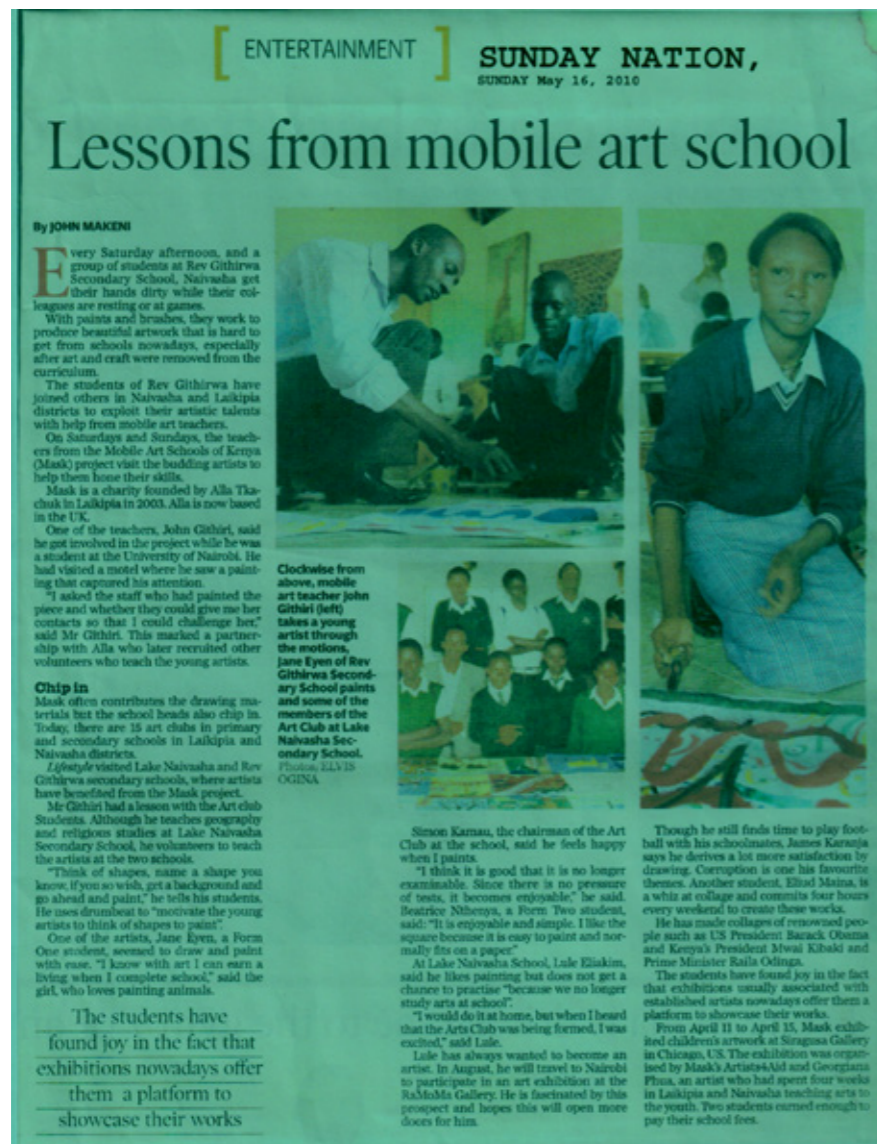 ENTERTAINMENT
SUNDAY NATION,
SUNDAY May 16, 2010
Lessons from mobile art school
By JOHN MAKENI
Every Saturday afternoon, and a
group of students at Rev Githirwa
Secondary School, Naivasha get
their hands dirty while their col-
leagues are resting or at games.
With paints and brushes, they work to
produce beautiful artwork that is hard to
get from schools nowadays, especially
after art and craft were removed from the
curriculum.
The students of Rev Githirwa have
joined others in Naivasha and Laikipia
districts to exploit their artistic talents
with help from mobile art teachers.
On Saturdays and Sundays, the teach-
ers from the Mobile Art Schools of Kenya
(Mask) project visit the budding artists to
help them hone their skills.
Mask is a charity founded by Alla Tka-
chuk in Laikipia in 2003. Alla is now based
in the UK.
One of the teachers, John Githiri, said
he got involved in the project while he was
a student at the University of Nairobi. He
had visited a motel where he saw a paint-
ing that captured his attention.
"I asked the staff who had painted the
piece and whether they could give me her
contacts so that I could challenge her,"
said Mr Githiri. This marked a partner-
ship with Alla who later recruited other
volunteers who teach the young artists.
Chip in
Mask often contributes the drawing ma-
terials but the school heads also chip in.
Today, there are 15 art clubs in primary
and secondary schools in Laikipia and
Naivasha districts.
Lifestyle visited Lake Naivasha and Rev
Githirwa secondary schools, where artists
have benefited from the Mask project.
Mr Githiri had a lesson with the Art club
Students. Although he teaches geography
and religious studies at Lake Naivasha
Secondary School, he volunteers to teach
the artists at the two schools.
"Think of shapes, name a shape you
know, if you so wish, get a background and
go ahead and paint," he tells his students.
He uses drumbeat to "motivate the young
artists to think of shapes to paint".
One of the artists, Jane Eyen, a Form
One student, seemed to draw and paint
with ease. "I know with art I can earn a
living when I complete school," said the
girl, who loves painting animals.
The students have
found joy in the fact that
exhibitions nowadays offer
them a platform to
showcase their works
Clockwise from
above, mobile
art teacher John
Githiri (left)
takes a young
artist through
the motions,
Jane Eyen of Rev
Githirwa Second-
ary School paints
and some of the
members of the
Art Club at Lake
Naivasha Sec-
ondary School.
Photos: ELVIS
OGINA
Simon Kamau, the chairman of the Art
Club at the school, said he feels happy
when I paints.
"I think it is good that it is no longer
examinable. Since there is no pressure
of tests, it becomes enjoyable," he said.
Beatrice Nthenya, a Form Two student,
said: "It is enjoyable and simple. I like the
square because it is easy to paint and nor-
mally fits on a paper."
At Lake Naivasha School, Lule Eliakim,
said he likes painting but does not get a
chance to practise "because we no longer
study arts at school".
"I would do it at home, but when I heard
that the Arts Club was being formed, I was
excited," said Lule.
Lule has always wanted to become an
artist. In August, he will travel to Nairobi
to participate in an art exhibition at the
RaMoMa Gallery. He is fascinated by this
prospect and hopes this will open more
doors for him.
Though he still finds time to play foot-
ball with his schoolmates, James Karanja
says he derives a lot more satisfaction by
drawing. Corruption is one his favourite
themes. Another student, Eliud Maina, is
a whiz at collage and commits four hours
every weekend to create these works.
He has made collages of renowned peo-
ple such as US President Barack Obama
and Kenya's President Mwai Kibaki and
Prime Minister Raila Odinga.
The students have found joy in the fact
that exhibitions usually associated with
established artists nowadays offer them a
platform to showcase their works.
From April 11 to April 15, Mask exhib-
ited children's artwork at Siragusa Gallery
in Chicago, US. The exhibition was organ-
ised by Mask's Artists4Aid and Georgiana
Phua, an artist who had spent four weeks
in Laikipia and Naivasha teaching arts to
the youth. Two students earned enough to
pay their school fees.